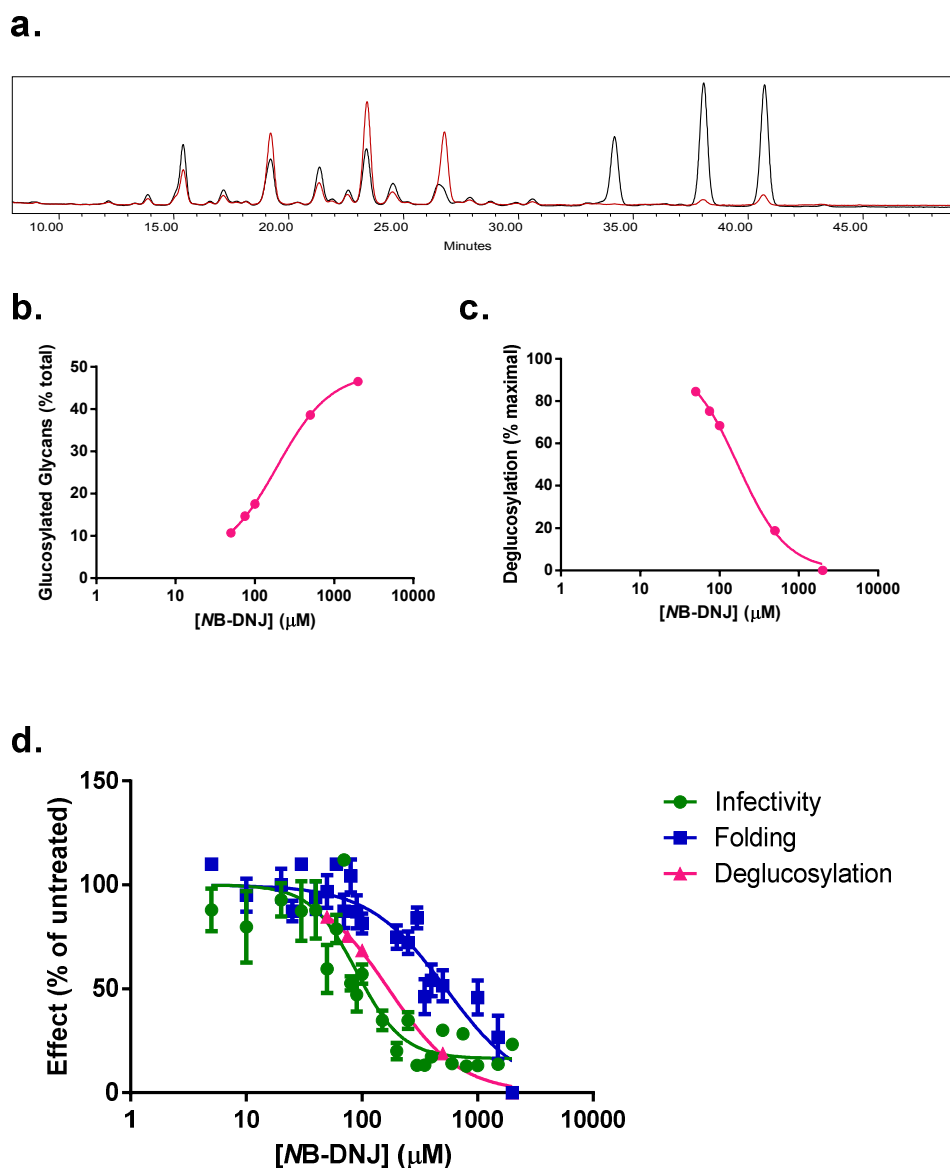 a.
10.00 15.00 20.00 25.00 30.00 35.00 40.00 45.00
Minutes
b.
Glucosylated Glycans (% total)
50
40
30
20
10
0
1 10 100 1000 10000
[NB-DNJ] (μM)
c.
Deglucosylation (% maximal)
100
80
60
40
20
0
1 10 100 1000 10000
[NB-DNJ] (μM)
d.
Effect (% of untreated)
150
100
50
0
1 10 100 1000 10000
[NB-DNJ] (μM)
Infectivity
Folding
Deglucosylation